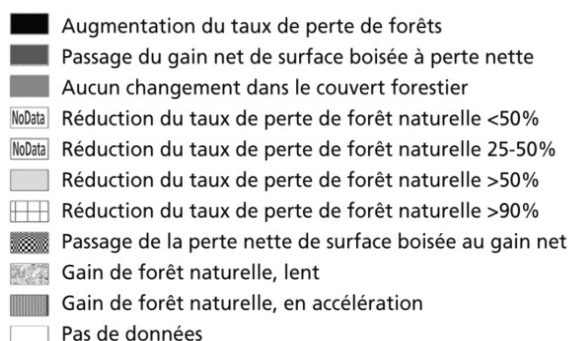 Augmentation du taux de perte de forêts
Passage du gain net de surface boisée à perte nette
Aucun changement dans le couvert forestier
NoData Réduction du taux de perte de forêt naturelle <50%
NoData Réduction du taux de perte de forêt naturelle 25-50%
Réduction du taux de perte de forêt naturelle >50%
Réduction du taux de perte de forêt naturelle >90%
Passage de la perte nette de surface boisée au gain net
Gain de forêt naturelle, lent
Gain de forêt naturelle, en accélération
Pas de données